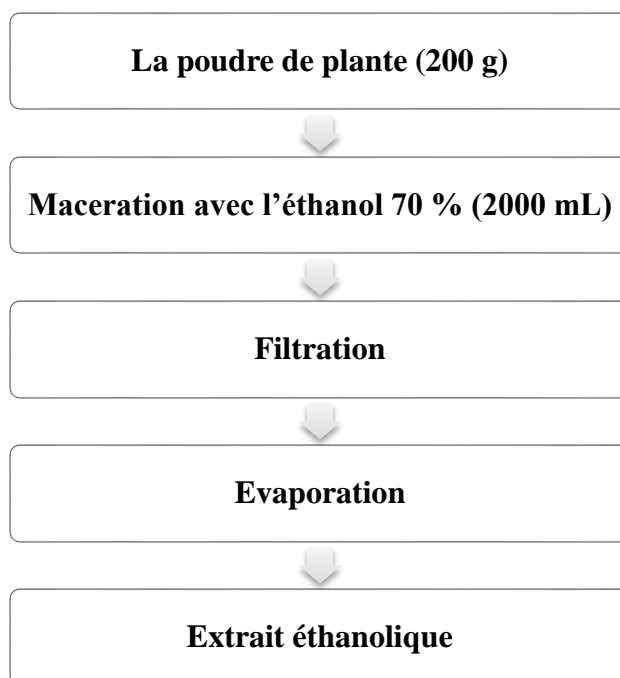 La poudre de plante (200 g)
Maceration avec l’éthanol 70 % (2000 mL)
Filtration
Evaporation
Extrait éthanolique